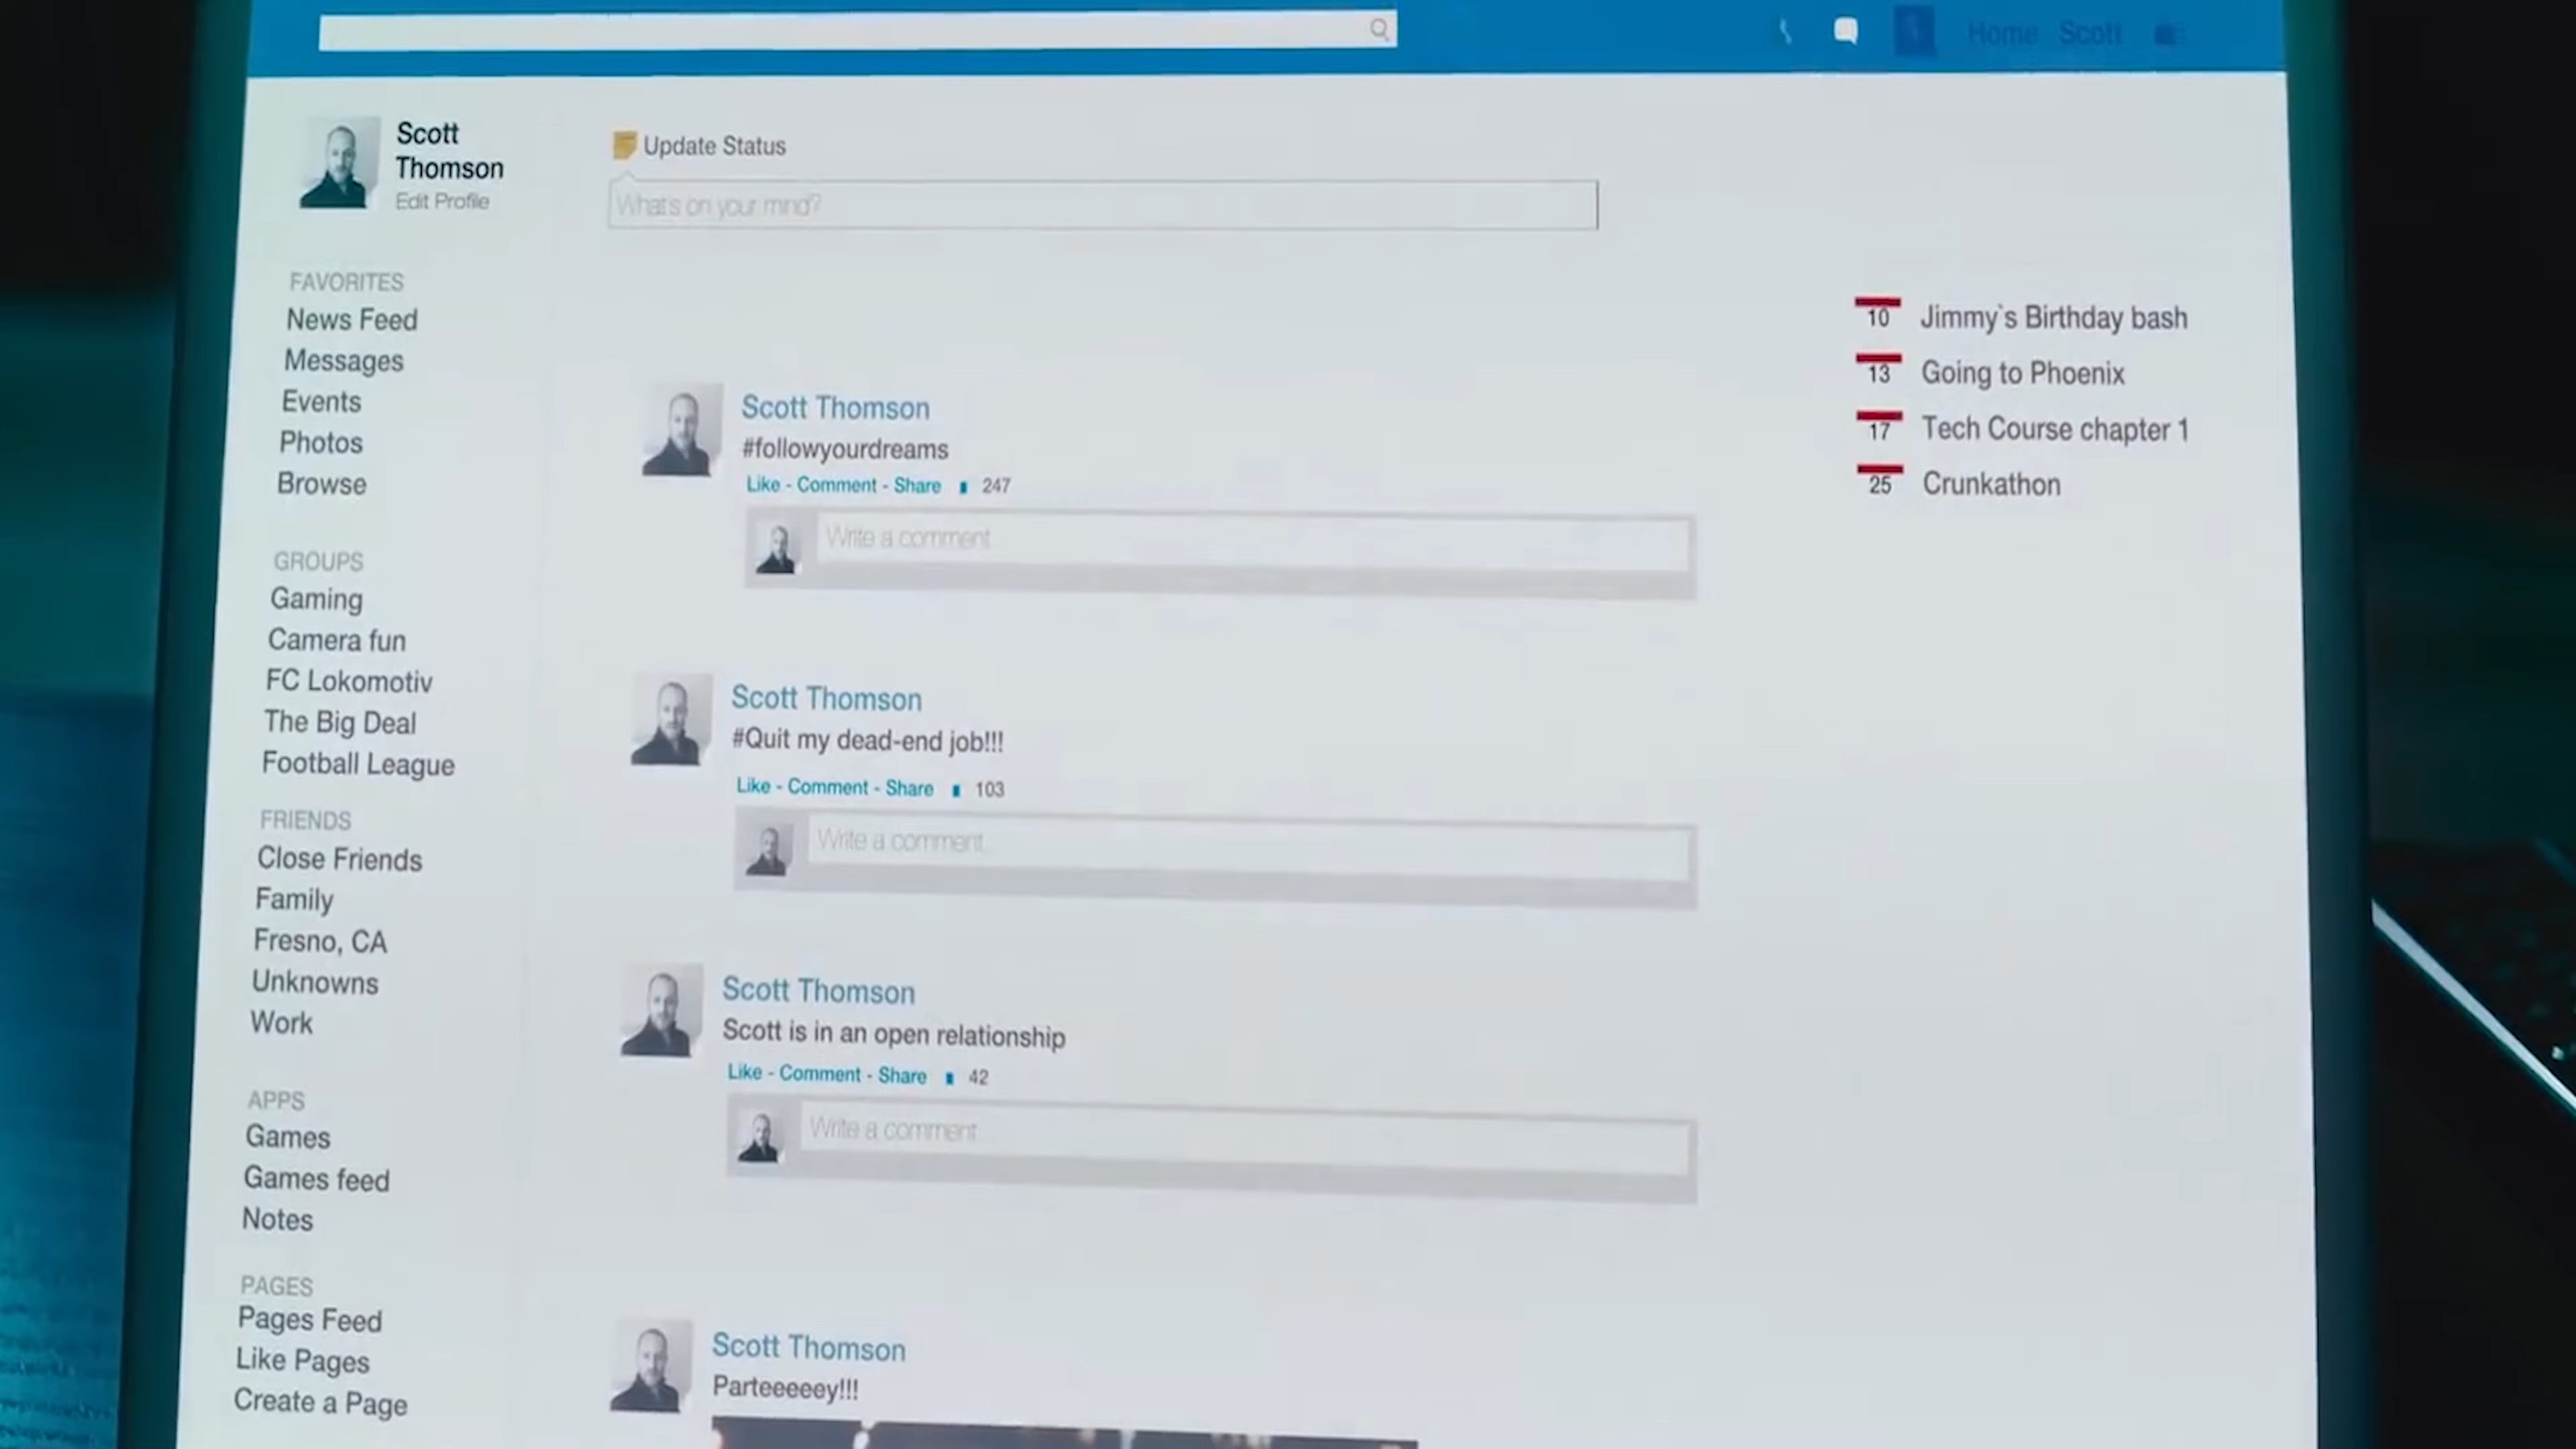 Home Scott
Scott
Thomson
Edit Profile
Update Status
What's on your mind?
FAVORITES
News Feed
Messages
Events
Photos
Browse
GROUPS
Gaming
Camera fun
FC Lokomotiv
The Big Deal
Football League
FRIENDS
Close Friends
Family
Fresno, CA
Unknowns
Work
APPS
Games
Games feed
Notes
PAGES
Pages Feed
Like Pages
Create a Page
Scott Thomson
#followyourdreams
Like - Comment - Share 247
Write a comment
Scott Thomson
#Quit my dead-end job!!!
Like - Comment - Share 103
Write a comment
Scott Thomson
Scott is in an open relationship
Like - Comment - Share 42
Write a comment
Scott Thomson
Parteeeeey!!!
10 Jimmy`s Birthday bash
13 Going to Phoenix
17 Tech Course chapter 1
25 Crunkathon